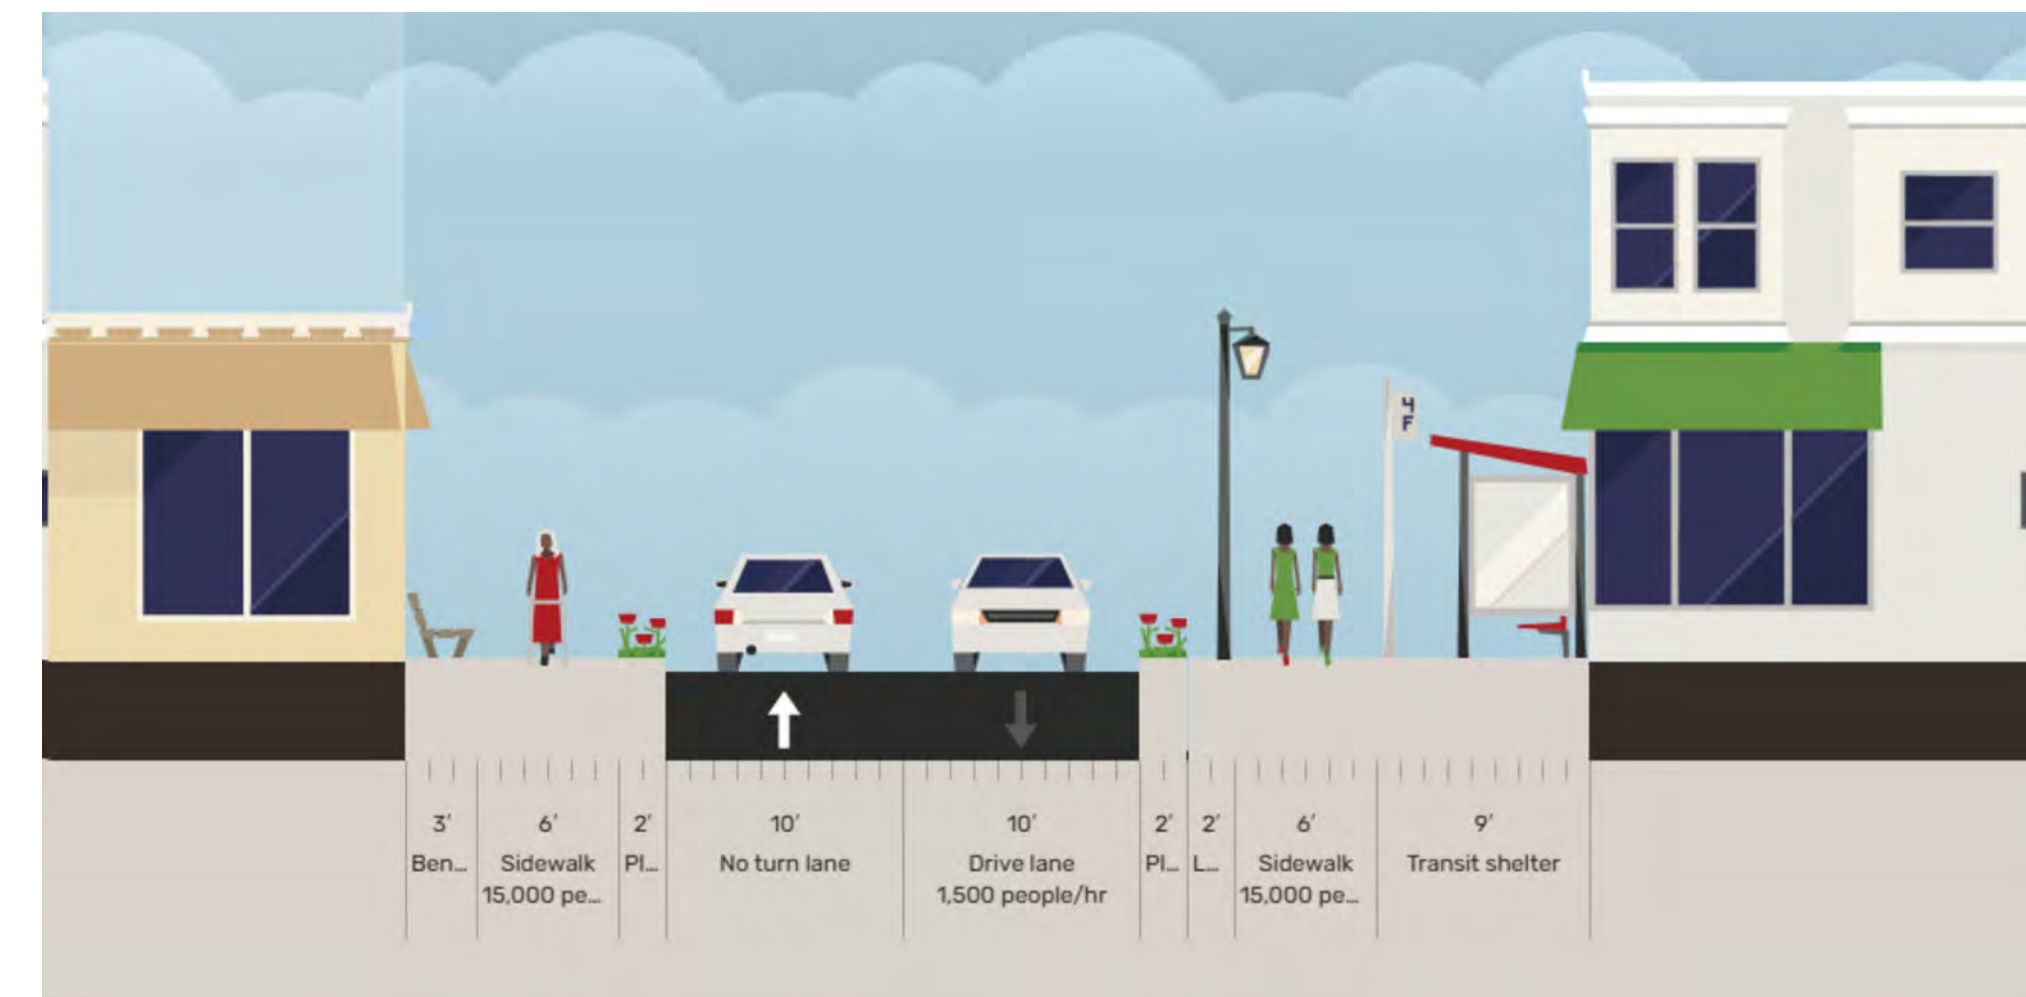 4
F
3′ 6′ 2′ 10′ 10′ 2′ 2′ 6′ 9′
Ben... Sidewalk Pl... No turn lane Drive lane Pl... L... Sidewalk Transit shelter
15,000 pe... 1,500 people/hr 15,000 pe...